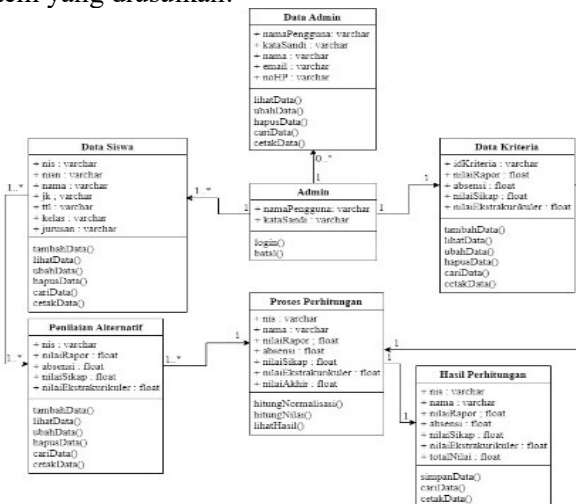 tem yang diusulkan.
Data Admin
+ namaPengguna: varchar
+ kataSandi : varchar
+ nama : varchar
+ email : varchar
+ noHP : varchar
lihatData()
ubahData()
hapusData()
cariData()
cetakData()
Data Siswa
+ nis : varchar
+ nisn : varchar
+ nama : varchar
+ jk : varchar
+ ttl : varchar
+ kelas : varchar
+ jurusan : varchar
tambahData()
lihatData()
ubahData()
hapusData()
cariData()
cetakData()
1..*
1..*
1
0..*
1
Admin
+ namaPengguna: varchar
+ kataSandi : varchar
login()
batal()
1
1
Data Kriteria
+ idKriteria : varchar
+ nilaiRapor : float
+ absensi : float
+ nilaiSikap : float
+ nilaiEkstrakurikuler : float
tambahData()
lihatData()
ubahData()
hapusData()
cariData()
cetakData()
Penilaian Alternatif
+ nis : varchar
+ nilaiRapor : float
+ absensi : float
+ nilaiSikap : float
+ nilaiEkstrakurikuler : float
tambahData()
lihatData()
ubahData()
hapusData()
cariData()
cetakData()
1..*
1..*
1
Proses Perhitungan
+ nis : varchar
+ nama : varchar
+ nilaiRapor : float
+ absensi : float
+ nilaiSikap : float
+ nilaiEkstrakurikuler : float
+ nilaiAkhir : float
hitungNormalisasi()
hitungNilai()
lihatHasil()
1
1
1
Hasil Perhitungan
+ nis : varchar
+ nama : varchar
+ nilaiRapor : float
+ absensi : float
+ nilaiSikap : float
+ nilaiEkstrakurikuler : float
+ totalNilai : float
simpanData()
cariData()
cetakData()